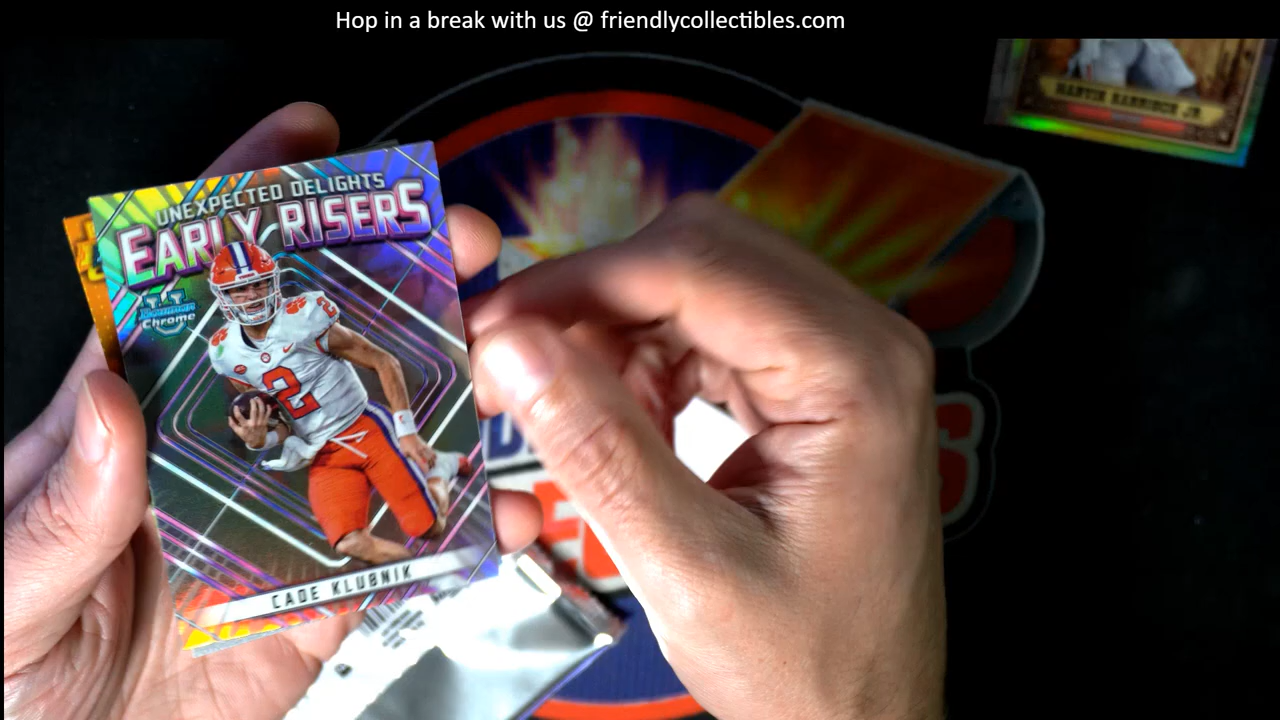 Hop in a break with us @ friendlycollectibles.com
MARVIN HARRISON JR.
UNEXPECTED DELIGHTS
EARLY RISERS
U
Bowman
Chrome
2
2
CADE KLUBNIK